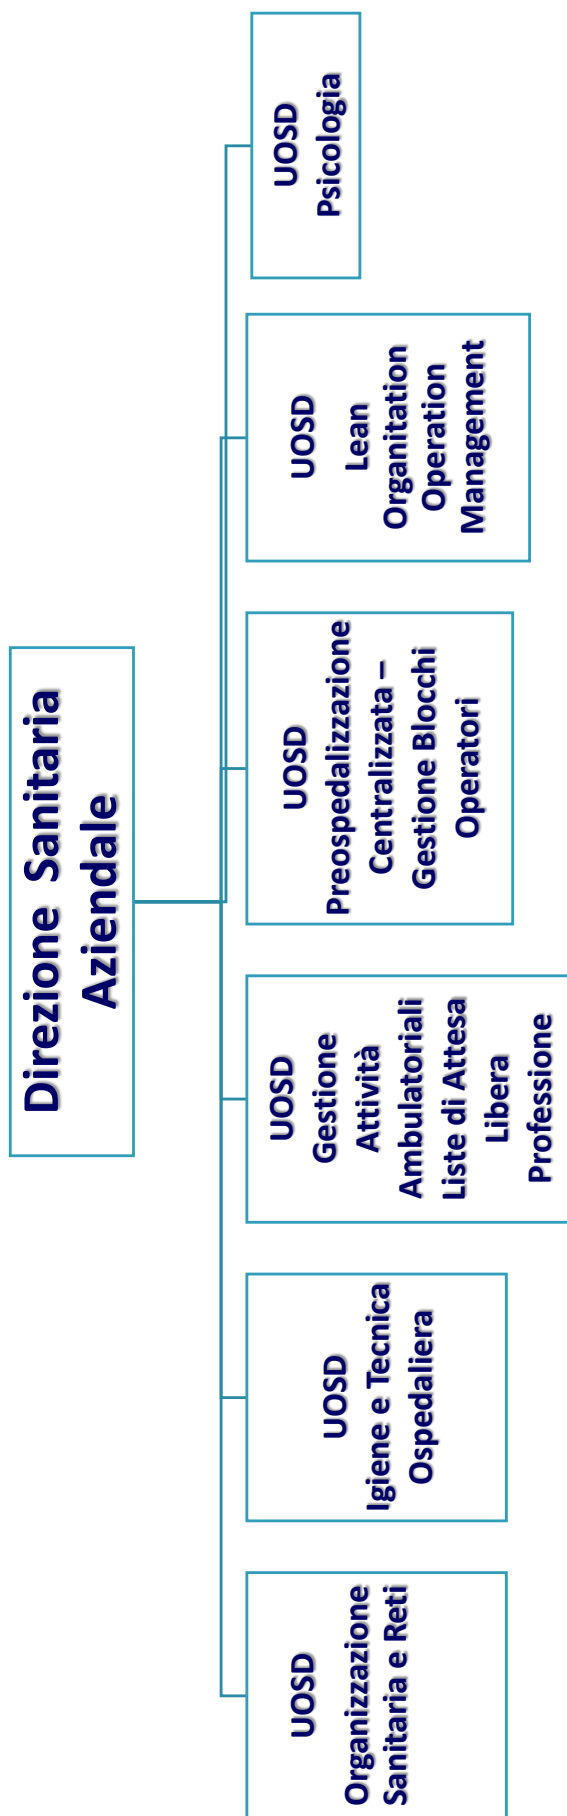 Direzione Sanitaria
Aziendale
UOSD
Organizzazione
Sanitaria e Reti
UOSD
Igiene e Tecnica
Ospedaliera
UOSD
Gestione
Attività
Ambulatoriali
Liste di Attesa
Libera
Professione
UOSD
Preospedalizzazione
Centralizzata –
Gestione Blocchi
Operatori
UOSD
Lean
Organitation
Operation
Management
UOSD
Psicologia